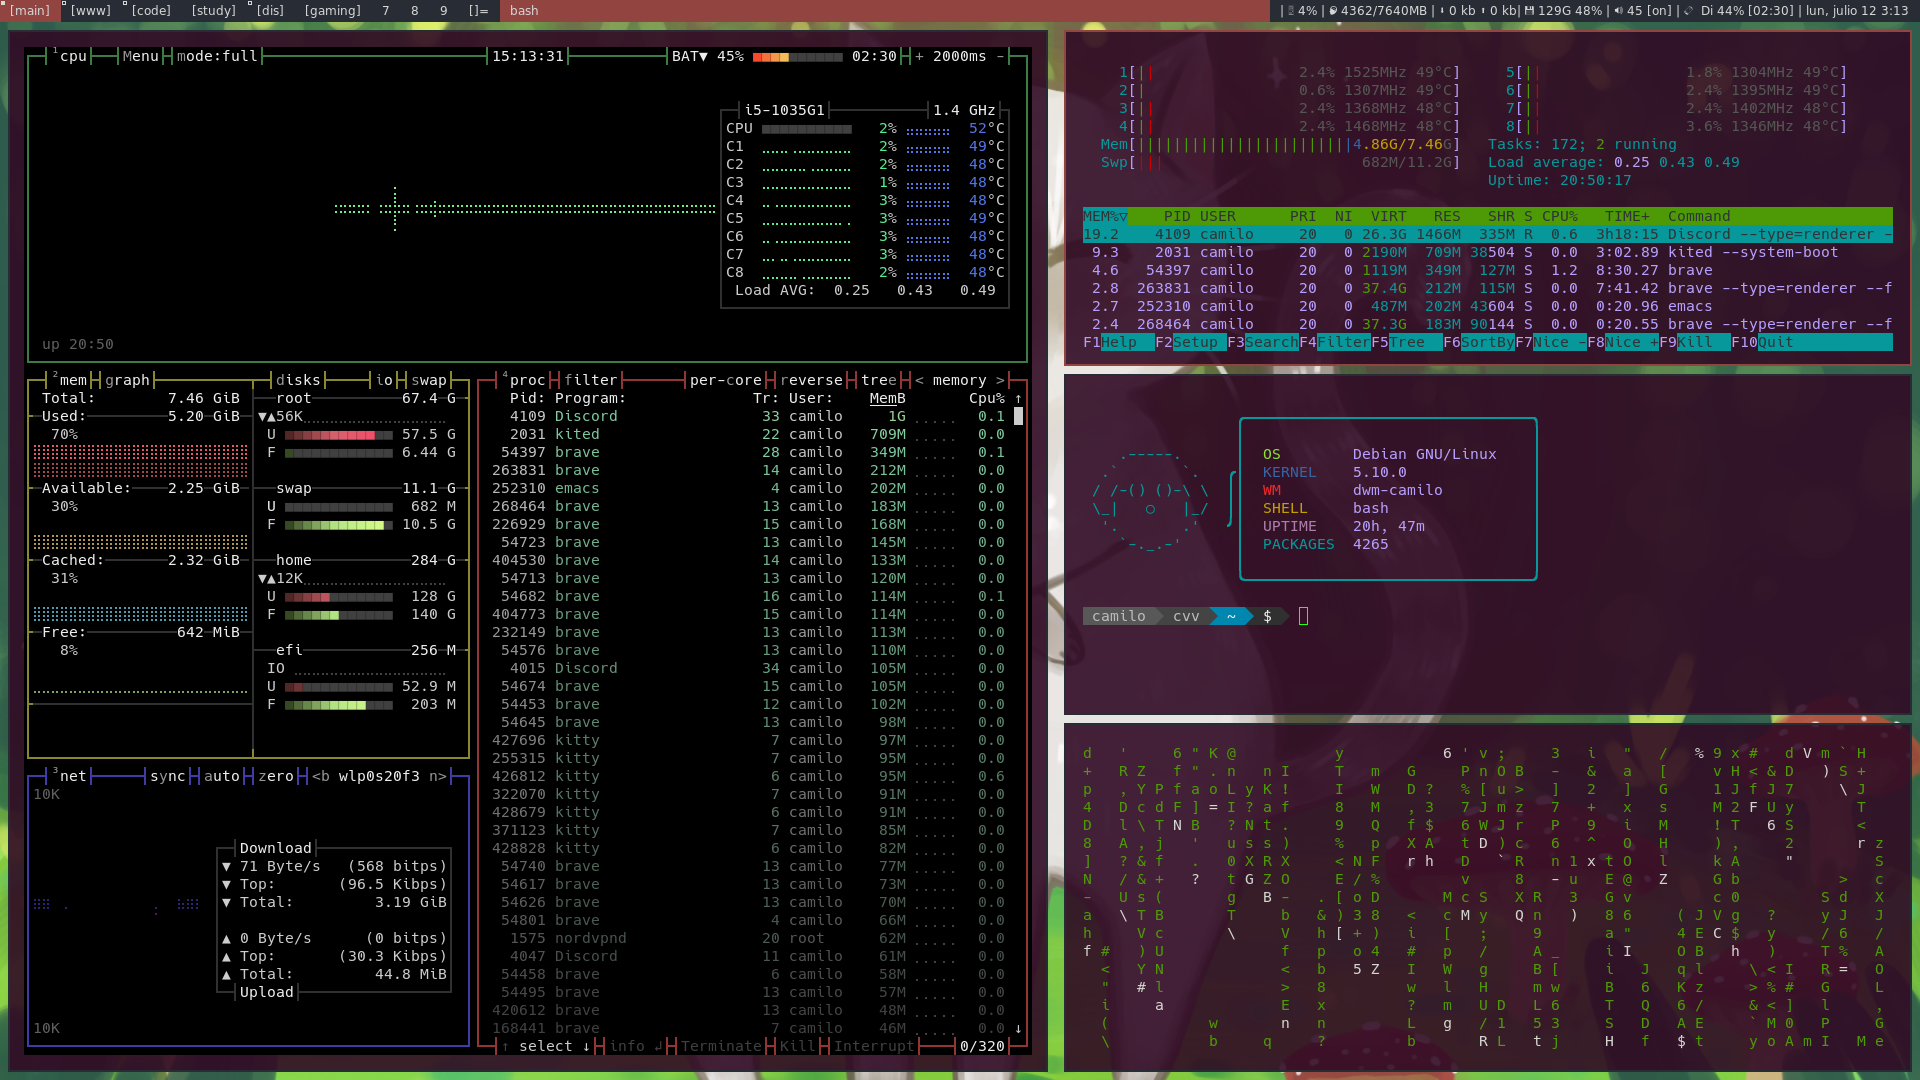 [main] [www] [code] [study] [dis] [gaming] 7 8 9 []= bash
| 4% | 4362/7640MB | 0 kb 0 kb| 129G 48% | 45 [on] | Di 44% [02:30] | lun, julio 12 3:13
1cpu Menu mode:full 15:13:31 BAT▼ 45% 02:30 + 2000ms -
i5-1035G1 1.4 GHz
CPU 2% 52°C
C1 2% 49°C
C2 2% 48°C
C3 1% 48°C
C4 3% 48°C
C5 3% 49°C
C6 3% 48°C
C7 3% 48°C
C8 2% 48°C
Load AVG: 0.25 0.43 0.49
up 20:50
2mem graph disks io swap
Total: 7.46 GiB
Used: 5.20 GiB
70%
Available: 2.25 GiB
30%
Cached: 2.32 GiB
31%
Free: 642 MiB
8%
root 67.4 G
▼▲56K
U 57.5 G
F 6.44 G
swap 11.1 G
U 682 M
F 10.5 G
home 284 G
▼▲12K
U 128 G
F 140 G
efi 256 M
IO
U 52.9 M
F 203 M
3net sync auto zero <b wlp0s20f3 n>
10K
Download
▼ 71 Byte/s (568 bitps)
▼ Top: (96.5 Kibps)
▼ Total: 3.19 GiB
▲ 0 Byte/s (0 bitps)
▲ Top: (30.3 Kibps)
▲ Total: 44.8 MiB
Upload
10K
4proc filter per-core reverse tree < memory >
Pid: Program: Tr: User: MemB Cpu% ↑
4109 Discord 33 camilo 1G 0.1
2031 kited 22 camilo 709M 0.0
54397 brave 28 camilo 349M 0.1
263831 brave 14 camilo 212M 0.0
252310 emacs 4 camilo 202M 0.0
268464 brave 13 camilo 183M 0.0
226929 brave 15 camilo 168M 0.0
54723 brave 13 camilo 145M 0.0
404530 brave 14 camilo 133M 0.0
54713 brave 13 camilo 120M 0.0
54682 brave 16 camilo 114M 0.1
404773 brave 15 camilo 114M 0.0
232149 brave 13 camilo 113M 0.0
54576 brave 13 camilo 110M 0.0
4015 Discord 34 camilo 105M 0.0
54674 brave 15 camilo 105M 0.0
54453 brave 12 camilo 102M 0.0
54645 brave 13 camilo 98M 0.0
427696 kitty 7 camilo 97M 0.0
255315 kitty 7 camilo 95M 0.0
426812 kitty 6 camilo 95M 0.6
322070 kitty 7 camilo 91M 0.0
428679 kitty 6 camilo 91M 0.0
371123 kitty 7 camilo 85M 0.0
428828 kitty 6 camilo 82M 0.0
54740 brave 13 camilo 77M 0.0
54617 brave 13 camilo 73M 0.0
54626 brave 13 camilo 70M 0.0
54801 brave 4 camilo 66M 0.0
1575 nordvpnd 20 root 62M 0.0
4047 Discord 11 camilo 61M 0.0
54458 brave 6 camilo 58M 0.0
54495 brave 13 camilo 57M 0.0
420612 brave 13 camilo 48M 0.0
168441 brave 7 camilo 46M 0.0 ↓
↑ select ↓ info ↲ Terminate Kill Interrupt 0/320
1[|| 2.4% 1525MHz 49°C] 5[|| 1.8% 1304MHz 49°C]
2[| 0.6% 1307MHz 49°C] 6[|| 2.4% 1395MHz 49°C]
3[|| 2.4% 1368MHz 48°C] 7[|| 2.4% 1402MHz 48°C]
4[|| 2.4% 1468MHz 48°C] 8[|| 3.6% 1346MHz 48°C]
Mem[||||||||||||||||||||||||4.86G/7.46G] Tasks: 172; 2 running
Swp[||| 682M/11.2G] Load average: 0.25 0.43 0.49
Uptime: 20:50:17
MEM%▽ PID USER PRI NI VIRT RES SHR S CPU% TIME+ Command
19.2 4109 camilo 20 0 26.3G 1466M 335M R 0.6 3h18:15 Discord --type=renderer -
9.3 2031 camilo 20 0 2190M 709M 38504 S 0.0 3:02.89 kited --system-boot
4.6 54397 camilo 20 0 1119M 349M 127M S 1.2 8:30.27 brave
2.8 263831 camilo 20 0 37.4G 212M 115M S 0.0 7:41.42 brave --type=renderer --f
2.7 252310 camilo 20 0 487M 202M 43604 S 0.0 0:20.96 emacs
2.4 268464 camilo 20 0 37.3G 183M 90144 S 0.0 0:20.55 brave --type=renderer --f
F1Help F2Setup F3SearchF4FilterF5Tree F6SortByF7Nice -F8Nice +F9Kill F10Quit
OS Debian GNU/Linux
KERNEL 5.10.0
WM dwm-camilo
SHELL bash
UPTIME 20h, 47m
PACKAGES 4265
camilo cvv ~ $